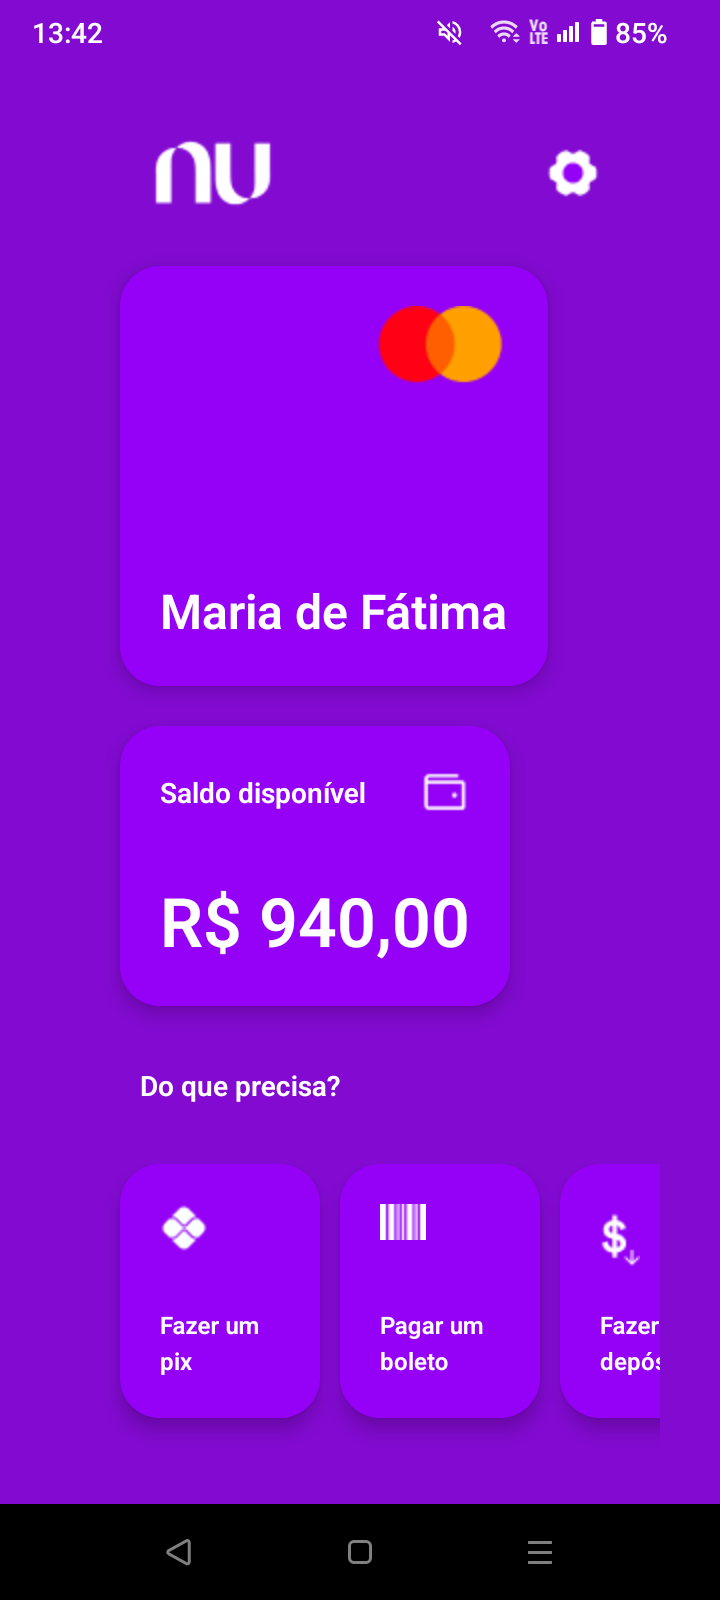 13:42
Vo
LTE
85%
nu
Maria de Fátima
Saldo disponível
R$ 940,00
Do que precisa?
Fazer um
pix
Pagar um
boleto
Fazer
depós